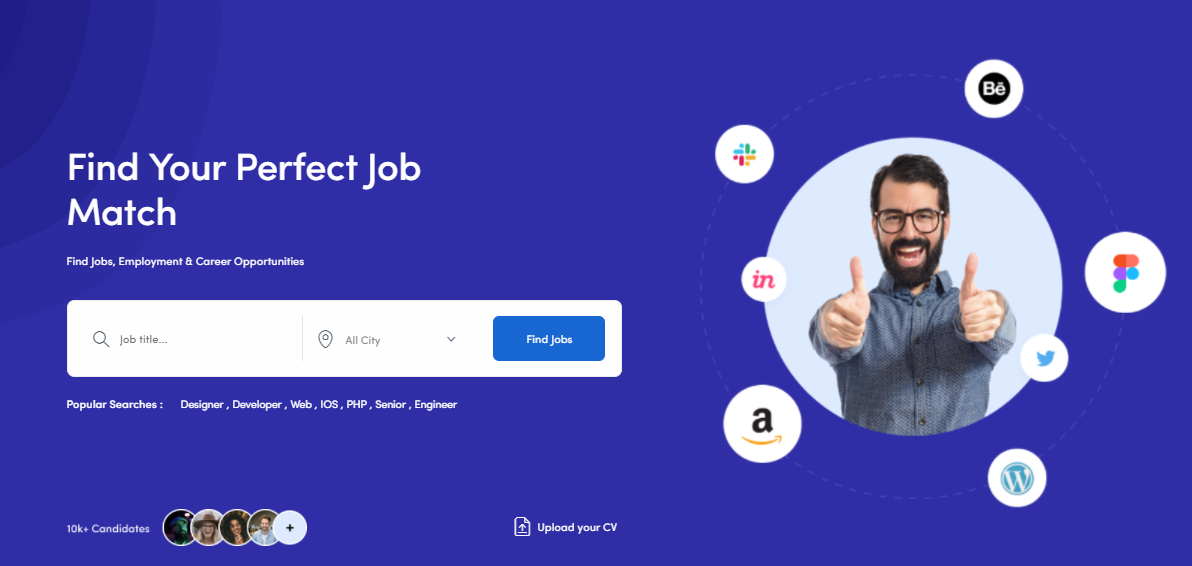 Find Your Perfect Job
Match
Find Jobs, Employment & Career Opportunities
Job title...
All City
Find Jobs
Popular Searches :
Designer , Developer , Web , IOS , PHP , Senior , Engineer
10k+ Candidates
+
Upload your CV
Bē
in
a
W